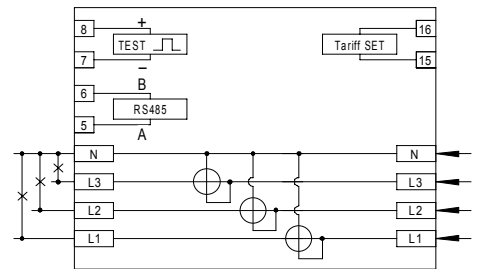 8 + 16
TEST Tariff SET
7 – 15
6 B
RS485
5 A
N N
L3 L3
L2 L2
L1 L1